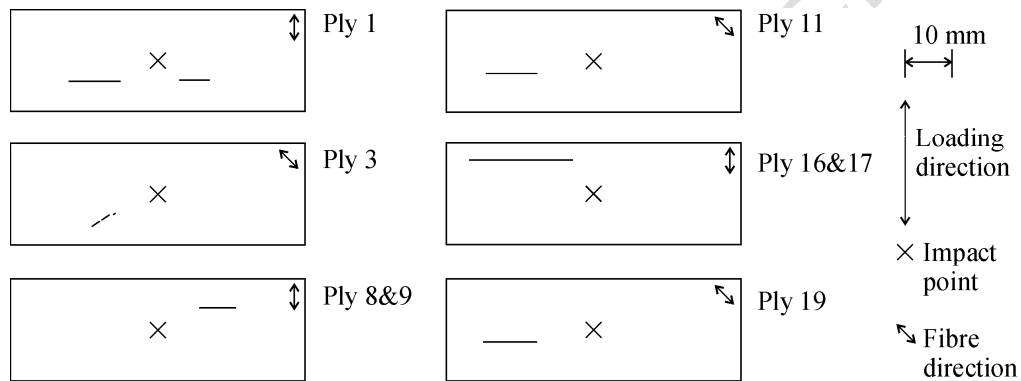 Ply 1
Ply 11
10 mm
Ply 3
Ply 16&17
Loading
direction
Ply 8&9
Ply 19
Impact
point
Fibre
direction